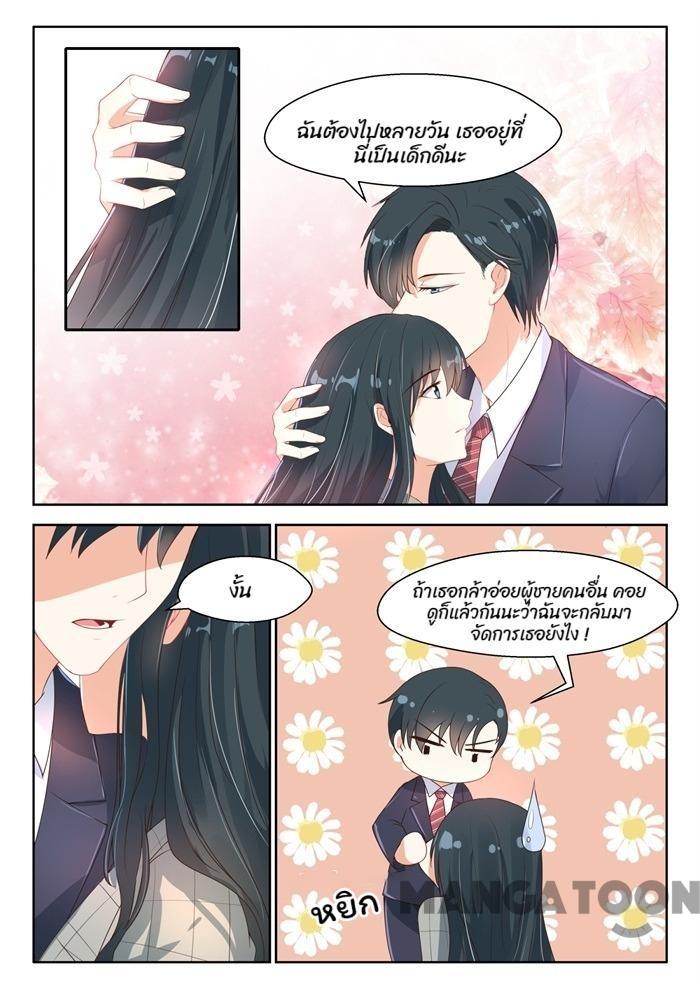 ฉันต้องไปหลายวัน เธออยู่ที่
นี่เป็นเด็กดีนะ
งั้น
ถ้าเธอกล้าอ่อยผู้ชายคนอื่น คอย
ดูก็แล้วกันนะว่าฉันจะกลับมา
จัดการเธอยังไง !
หยิก
MANGATOON